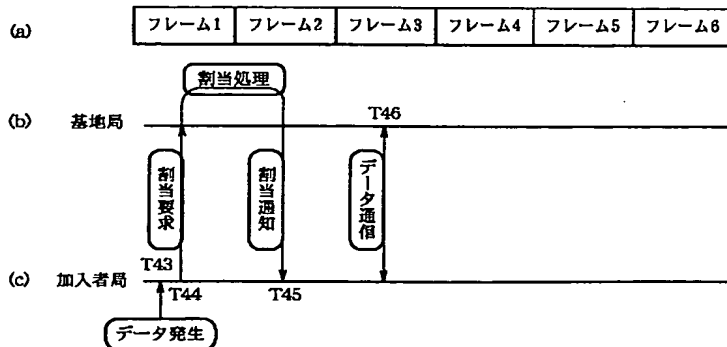 (a)
フレーム1 フレーム2 フレーム3 フレーム4 フレーム5 フレーム6
割当処理
(b) 基地局
T46
割当要求
割当通知
データ通信
T43
(c) 加入者局
T44 T45
データ発生